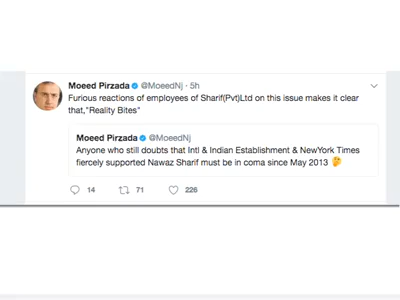 Moeed Pirzada @MoeedNj · 5h
Furious reactions of employees of Sharif(Pvt)Ltd on this issue makes it clear
that,"Reality Bites"
Moeed Pirzada @MoeedNj
Anyone who still doubts that Intl & Indian Establishment & NewYork Times
fiercely supported Nawaz Sharif must be in coma since May 2013 🤔
14 71 226